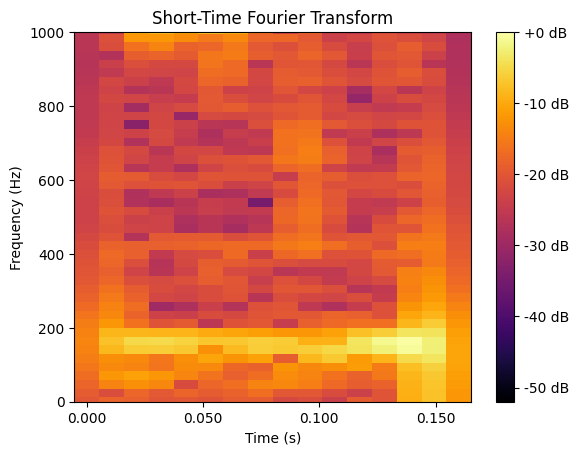 Short-Time Fourier Transform
1000
800
600
400
200
0
Frequency (Hz)
0.000
0.050
0.100
0.150
Time (s)
+0 dB
-10 dB
-20 dB
-30 dB
-40 dB
-50 dB